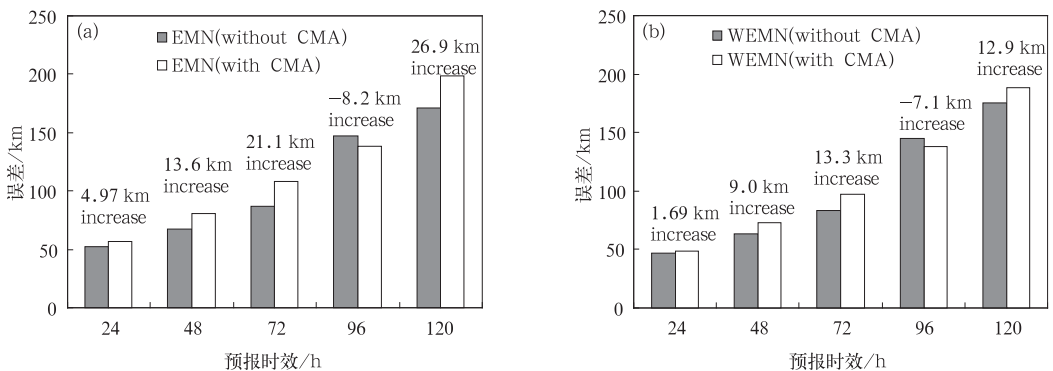 (a)
EMN(without CMA)
EMN(with CMA)
250
200
150
100
50
0
误差/km
4.97 km
increase
13.6 km
increase
21.1 km
increase
−8.2 km
increase
26.9 km
increase
24 48 72 96 120
预报时效/h
(b)
WEMN(without CMA)
WEMN(with CMA)
250
200
150
100
50
0
误差/km
1.69 km
increase
9.0 km
increase
13.3 km
increase
−7.1 km
increase
12.9 km
increase
24 48 72 96 120
预报时效/h